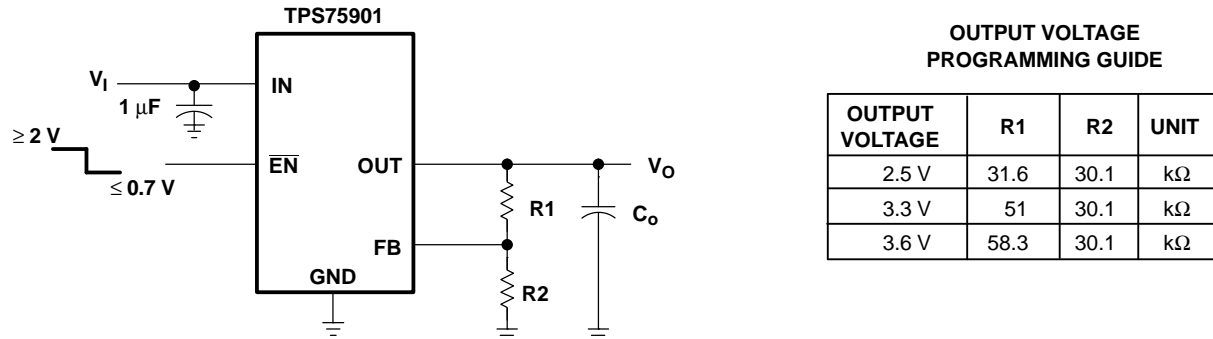 TPS75901
V_I
IN
1 μF
≥ 2 V
E̅N̅
≤ 0.7 V
OUT
V_O
R1
C_o
FB
GND
R2
OUTPUT VOLTAGE
PROGRAMMING GUIDE
OUTPUT VOLTAGE R1 R2 UNIT
2.5 V 31.6 30.1 kΩ
3.3 V 51 30.1 kΩ
3.6 V 58.3 30.1 kΩ